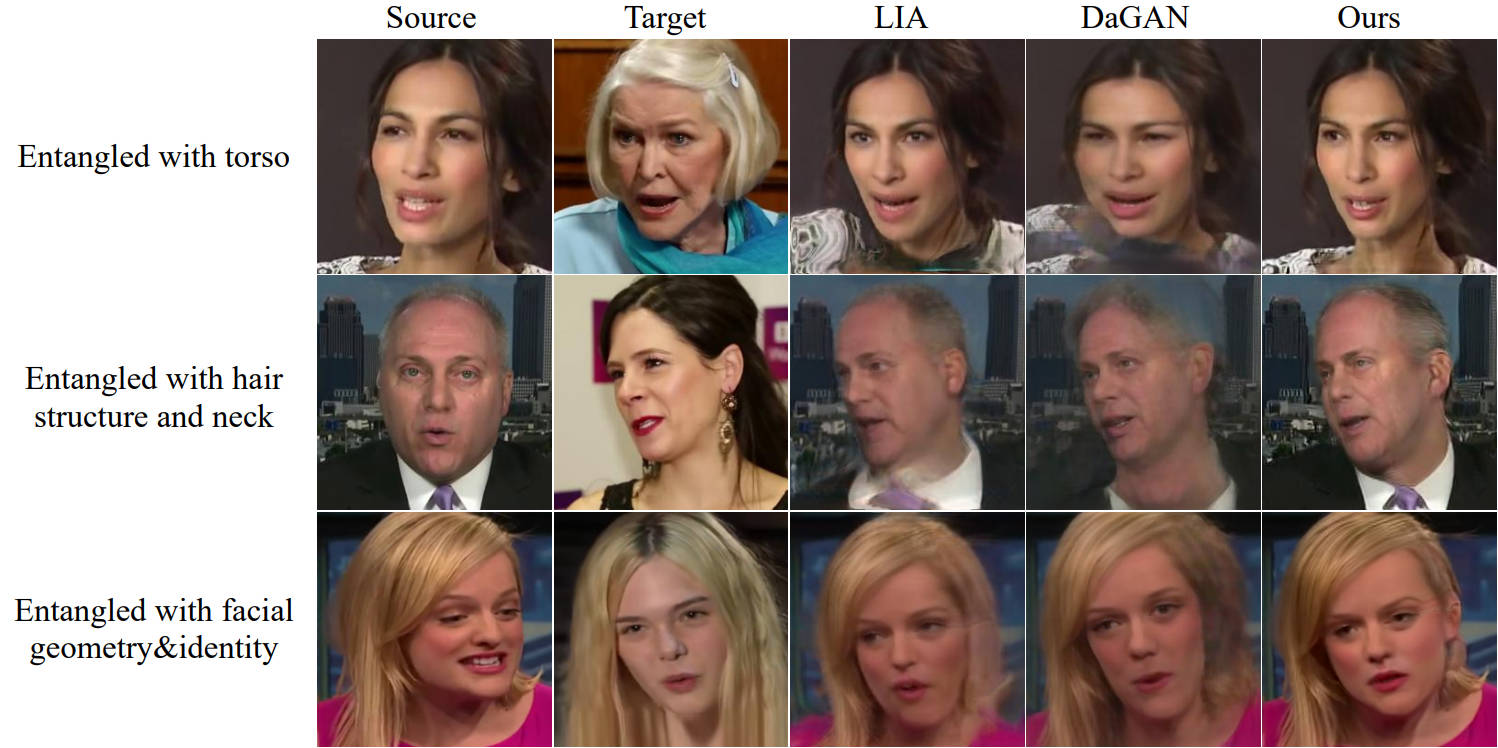 Source Target LIA DaGAN Ours
Entangled with torso
Entangled with hair
structure and neck
Entangled with facial
geometry&identity